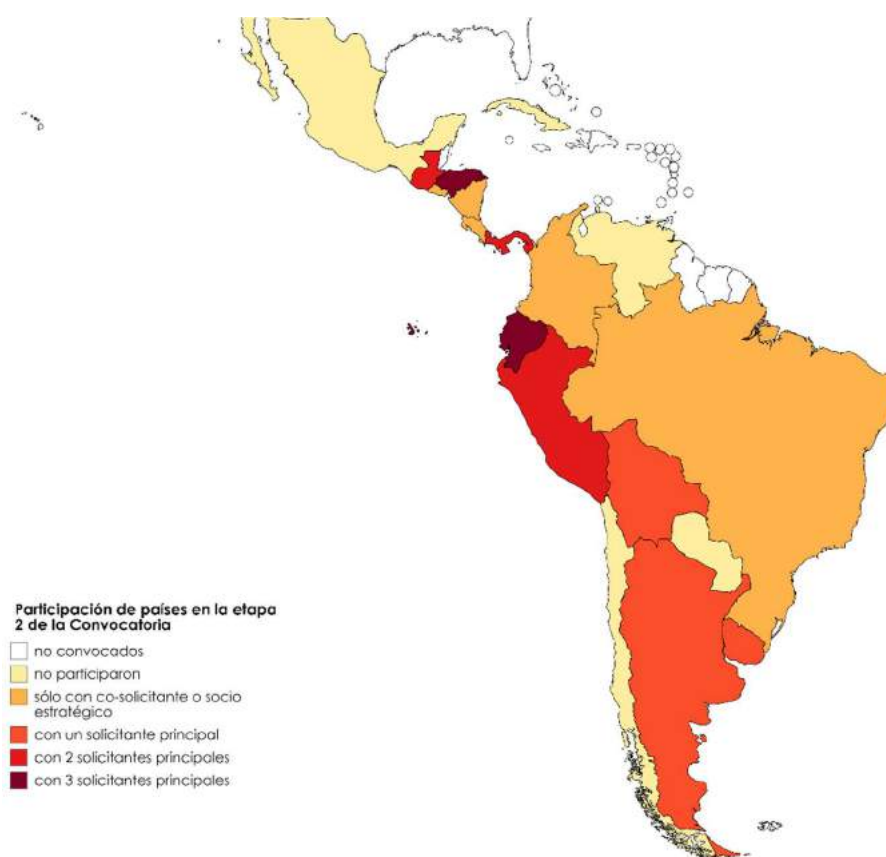 Participación de países en la etapa
2 de la Convocatoria
no convocados
no participaron
sólo con co-solicitante o socio
estratégico
con un solicitante principal
con 2 solicitantes principales
con 3 solicitantes principales